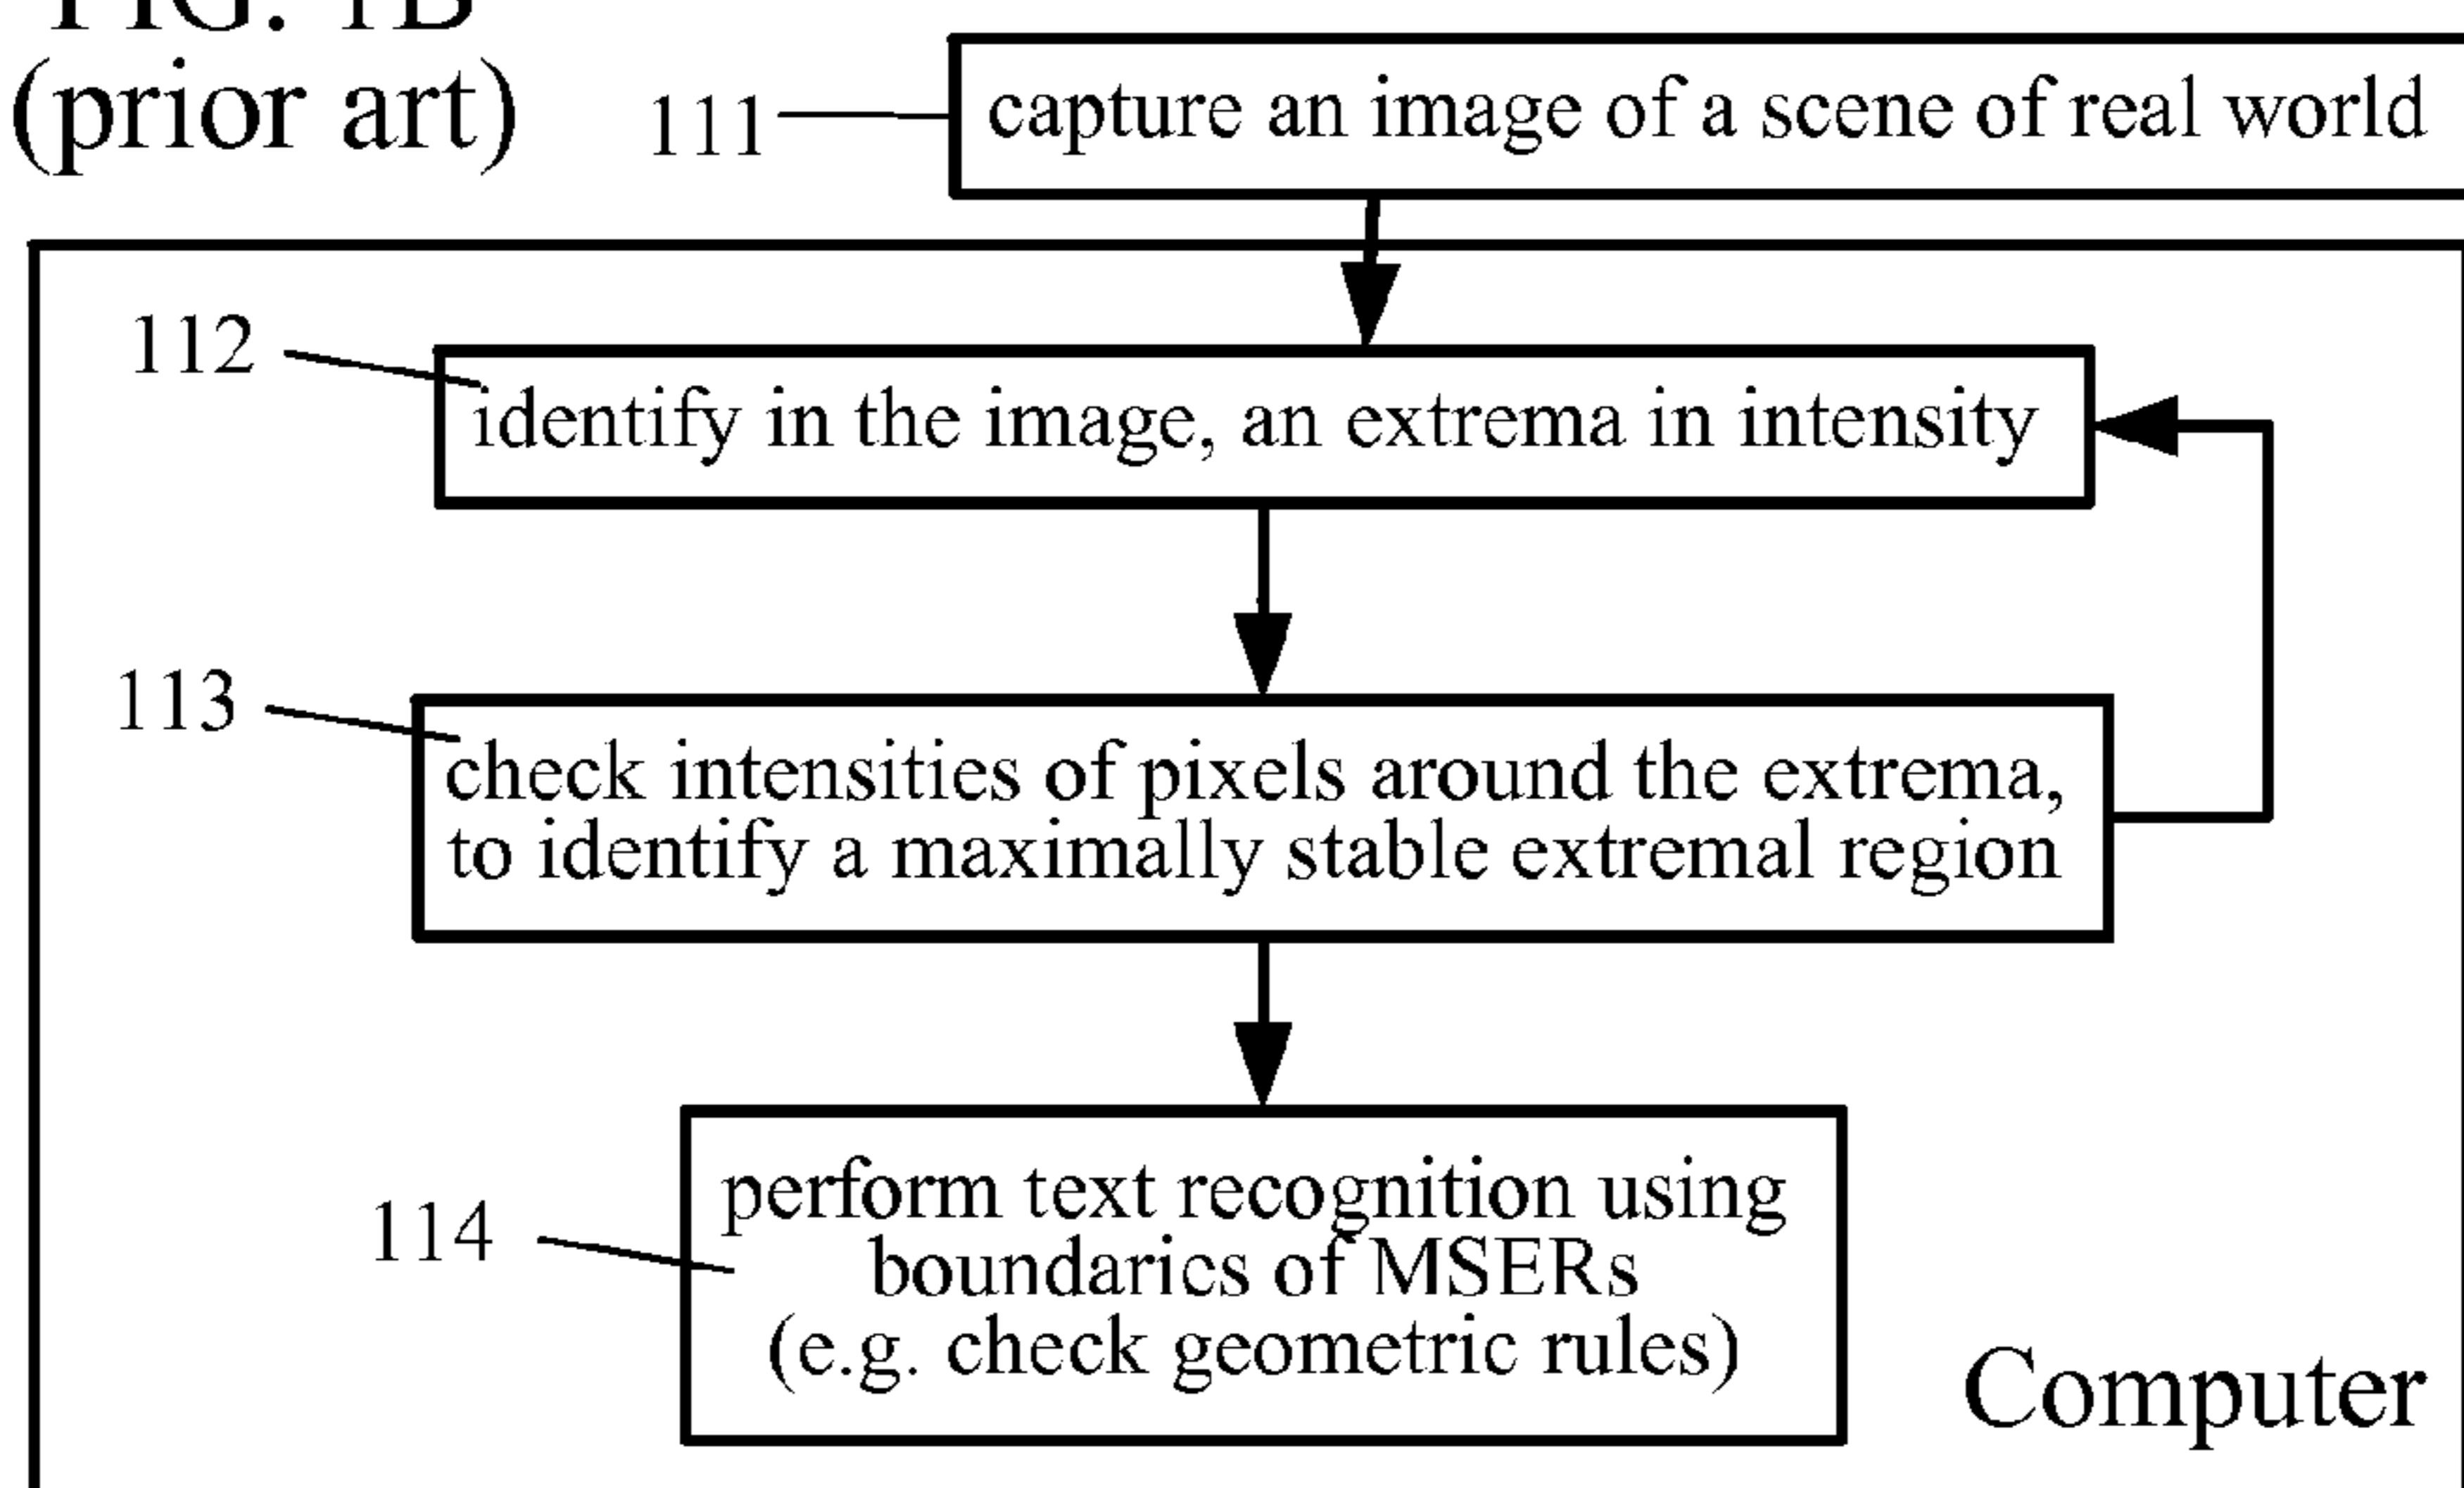 FIG. 1B
(prior art)
111
capture an image of a scene of real world
112
identify in the image, an extrema in intensity
113
check intensities of pixels around the extrema,
to identify a maximally stable extremal region
114
perform text recognition using
boundarics of MSERs
(e.g. check geometric rules)
Computer